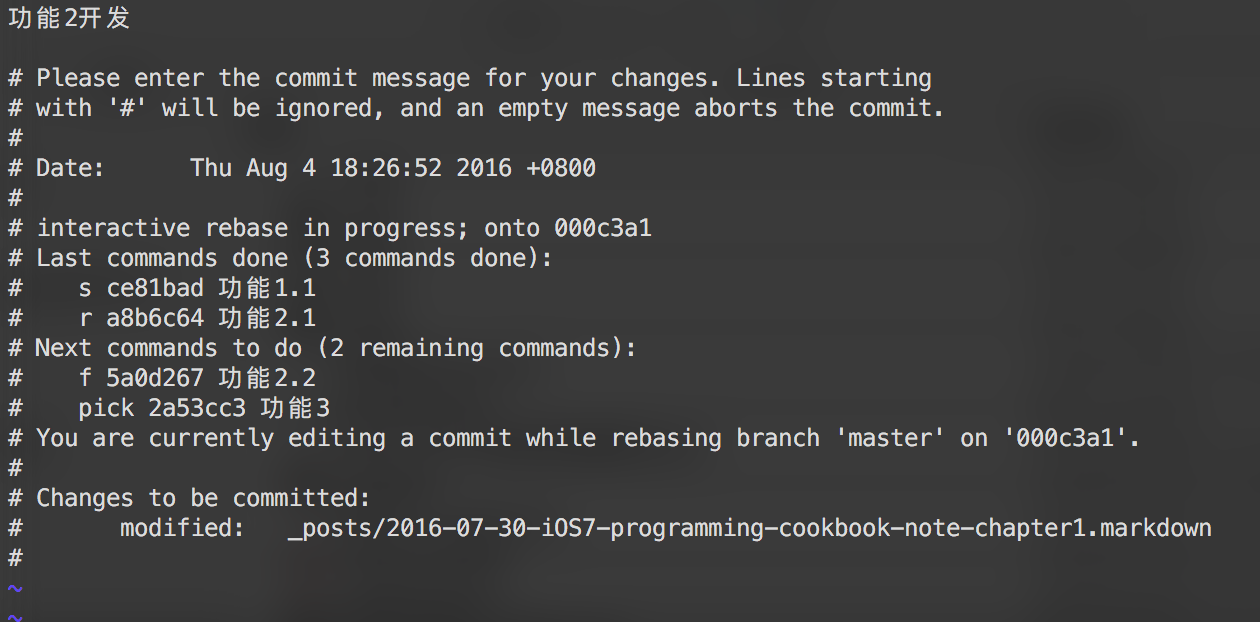 功能2开发
# Please enter the commit message for your changes. Lines starting
# with '#' will be ignored, and an empty message aborts the commit.
#
# Date:      Thu Aug 4 18:26:52 2016 +0800
#
# interactive rebase in progress; onto 000c3a1
# Last commands done (3 commands done):
#    s ce81bad 功能1.1
#    r a8b6c64 功能2.1
# Next commands to do (2 remaining commands):
#    f 5a0d267 功能2.2
#    pick 2a53cc3 功能3
# You are currently editing a commit while rebasing branch 'master' on '000c3a1'.
#
# Changes to be committed:
#       modified:   _posts/2016-07-30-iOS7-programming-cookbook-note-chapter1.markdown
#
~
~